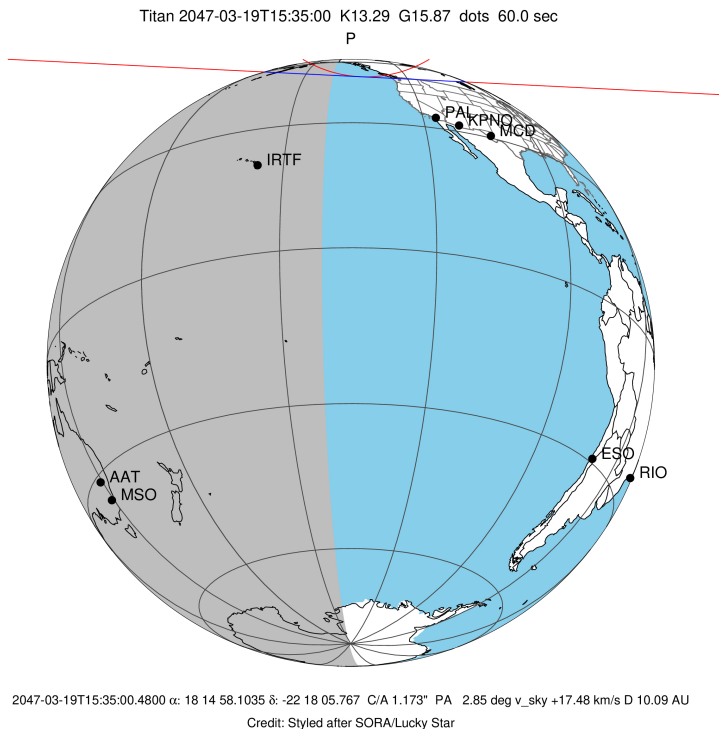 Titan 2047-03-19T15:35:00 K13.29 G15.87 dots 60.0 sec
P
PAL
KPNO
MCD
IRTF
ESO
RIO
AAT
MSO
2047-03-19T15:35:00.4800 α: 18 14 58.1035 δ: -22 18 05.767 C/A 1.173" PA 2.85 deg v_sky +17.48 km/s D 10.09 AU
Credit: Styled after SORA/Lucky Star